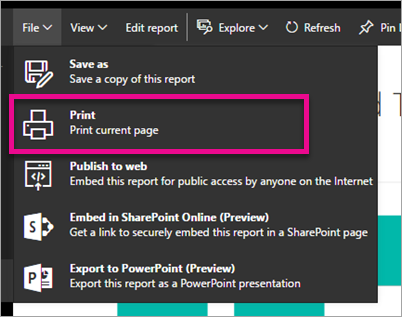 File View Edit report Explore Refresh Pin
Save as
Save a copy of this report
Print
Print current page
Publish to web
Embed this report for public access by anyone on the Internet
Embed in SharePoint Online (Preview)
Get a link to securely embed this report in a SharePoint page
Export to PowerPoint (Preview)
Export this report as a PowerPoint presentation